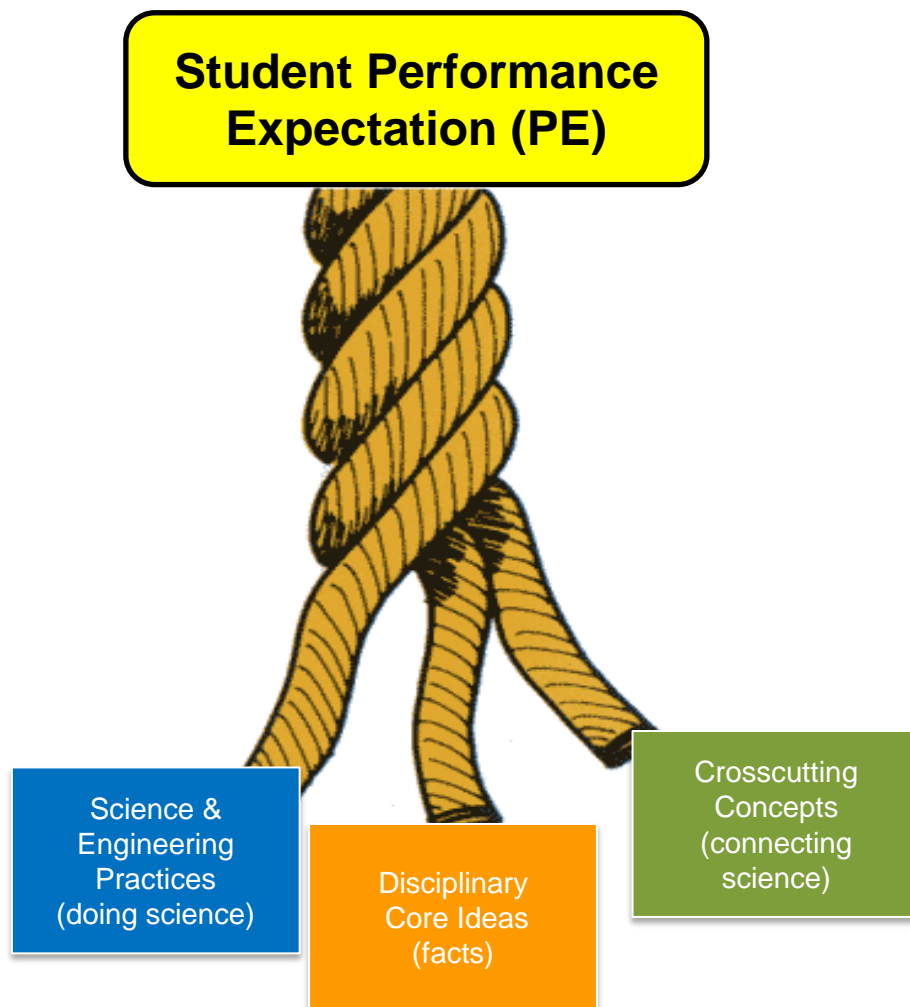 Student Performance
Expectation (PE)
Science &
Engineering
Practices
(doing science)
Disciplinary
Core Ideas
(facts)
Crosscutting
Concepts
(connecting
science)